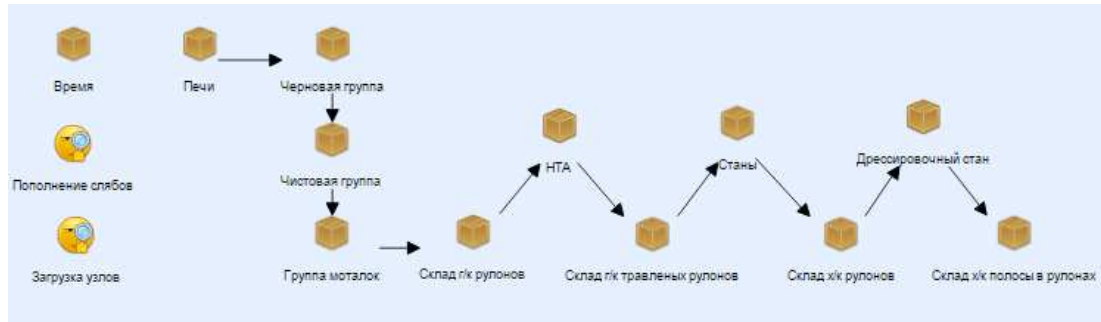 Время
Печи
Черновая группа
НТА
Станы
Дрессировочный стан
Пополнение слябов
Чистовая группа
Загрузка узлов
Группа моталок
Склад г/к рулонов
Склад г/к травленых рулонов
Склад х/к рулонов
Склад х/к полосы в рулонах